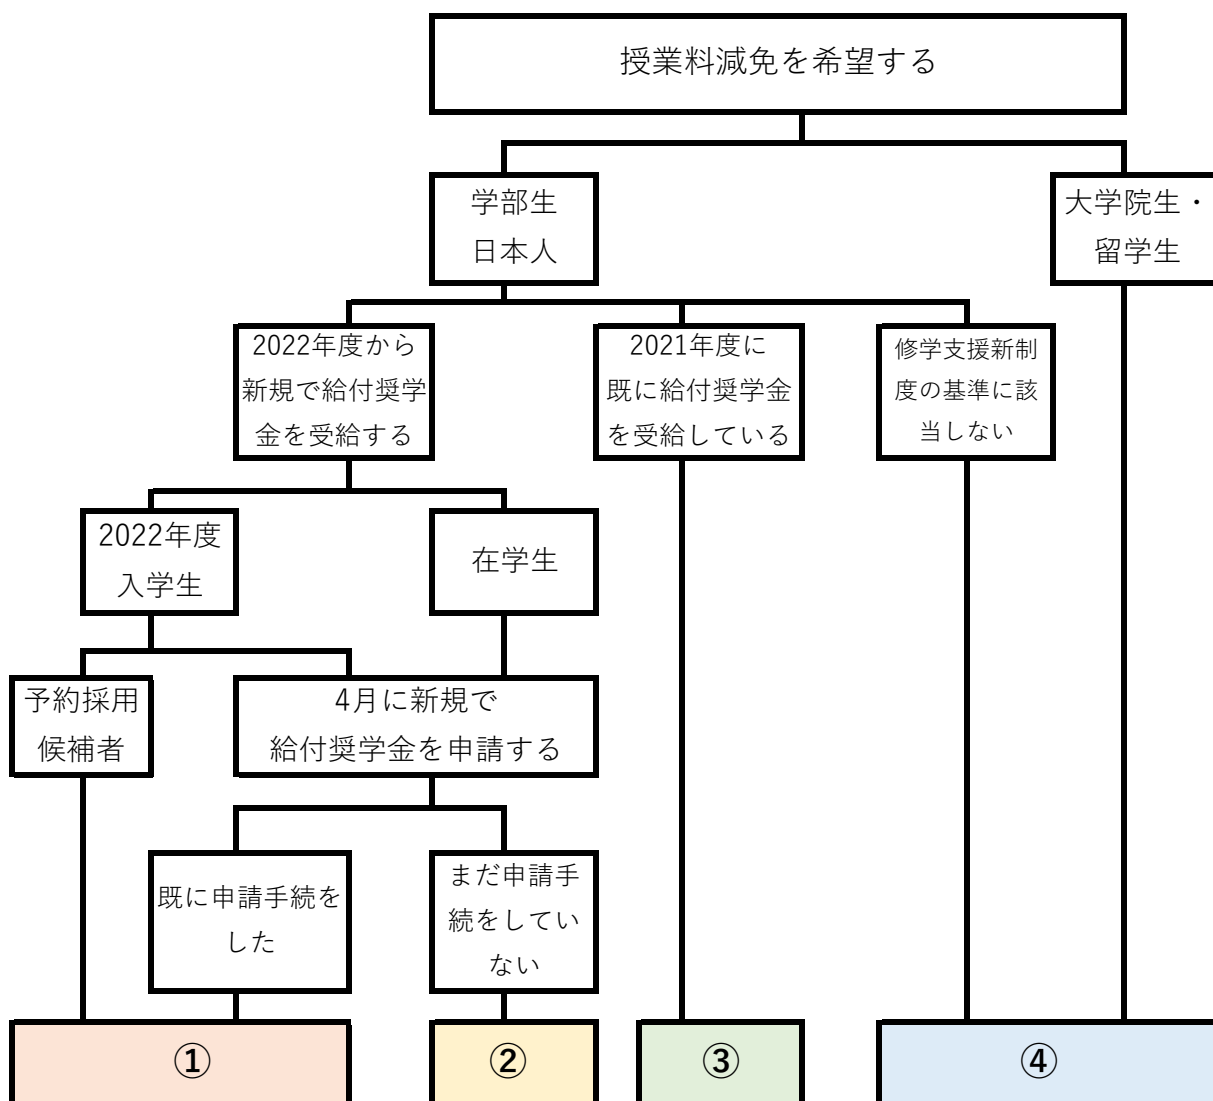 授業料減免を希望する
学部生
日本人
大学院生・
留学生
2022年度から
新規で給付奨学
金を受給する
2021年度に
既に給付奨学金
を受給している
修学支援新制
度の基準に該
当しない
2022年度
入学生
在学生
予約採用
候補者
4月に新規で
給付奨学金を申請する
既に申請手続を
した
まだ申請手
続をしてい
ない
①
②
③
④